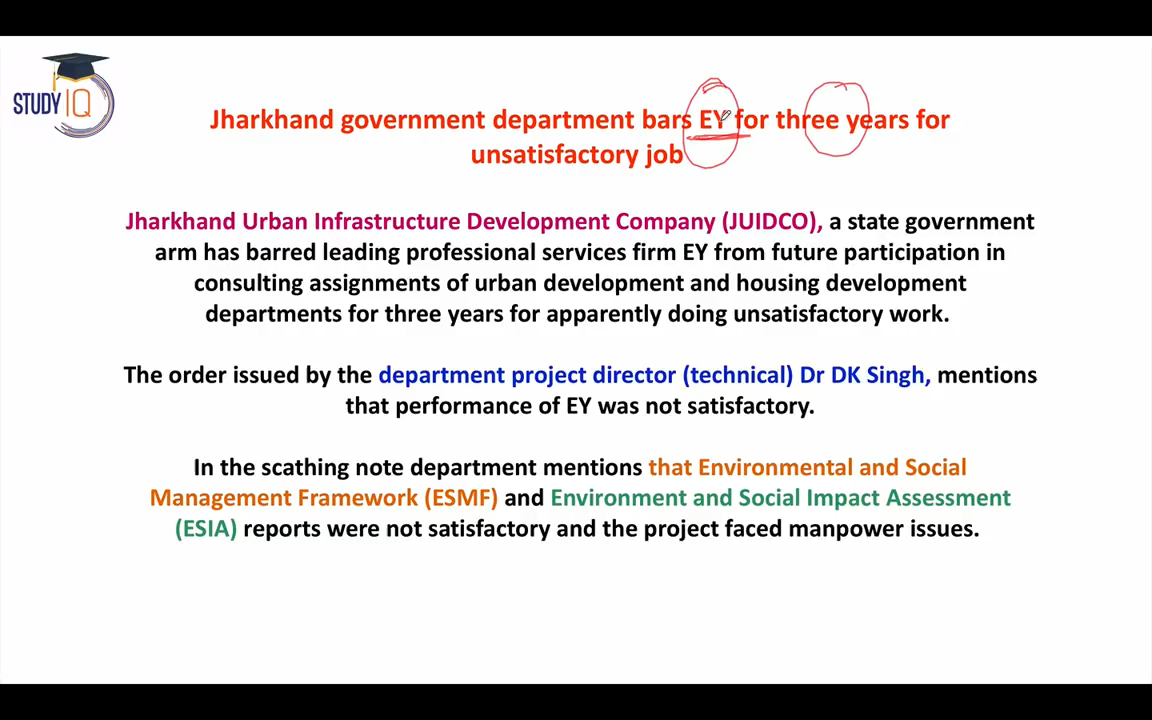 STUDY IQ
Jharkhand government department bars EY for three years for
unsatisfactory job
Jharkhand Urban Infrastructure Development Company (JUIDCO), a state government
arm has barred leading professional services firm EY from future participation in
consulting assignments of urban development and housing development
departments for three years for apparently doing unsatisfactory work.
The order issued by the department project director (technical) Dr DK Singh, mentions
that performance of EY was not satisfactory.
In the scathing note department mentions that Environmental and Social
Management Framework (ESMF) and Environment and Social Impact Assessment
(ESIA) reports were not satisfactory and the project faced manpower issues.